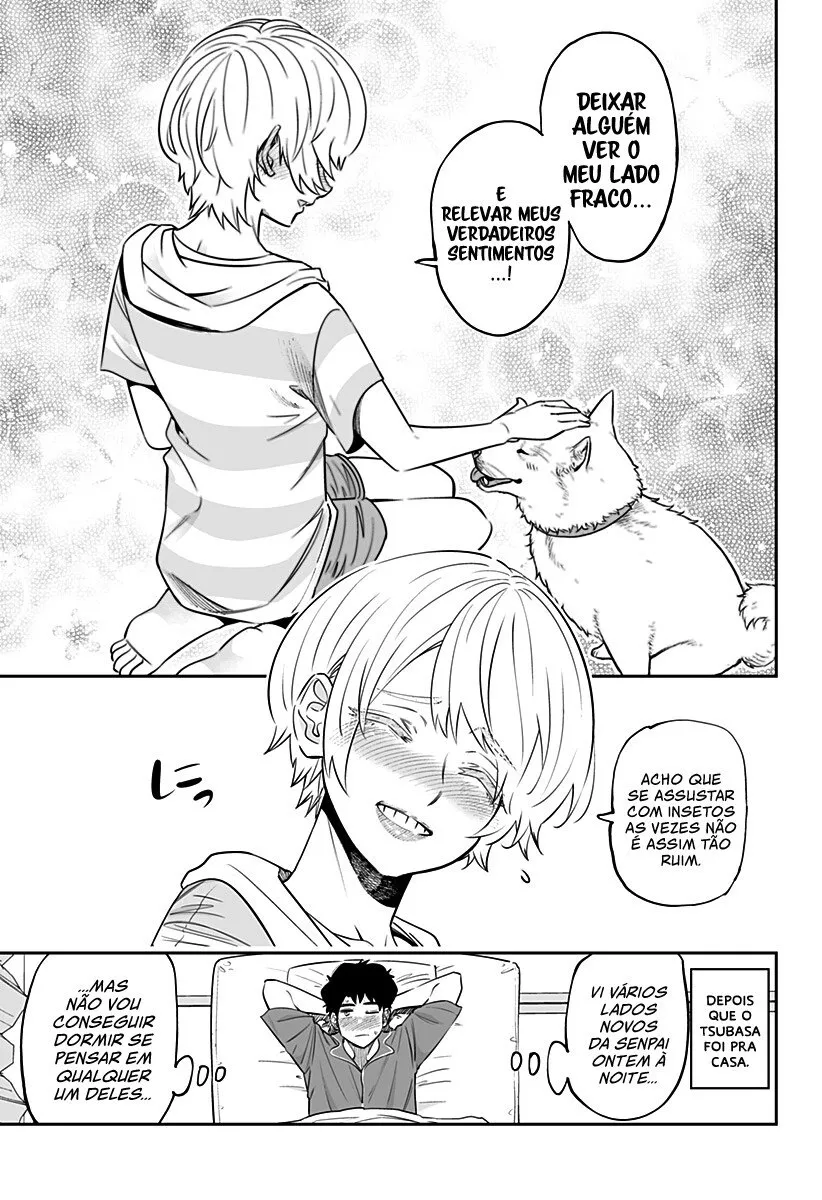 DEIXAR
ALGUÉM
VER O
MEU LADO
FRACO...
E
RELEVAR MEUS
VERDADEIROS
SENTIMENTOS
...!
ACHO QUE
SE ASSUSTAR
COM INSETOS
AS VEZES NÃO
É ASSIM TÃO
RUIM.
にっ
DEPOIS
QUE O
TSUBASA
FOI PRA
CASA.
VI VÁRIOS
LADOS
NOVOS
DA SENPAI
ONTEM À
NOITE...
...MAS
NÃO VOU
CONSEGUIR
DORMIR SE
PENSAR EM
QUALQUER
UM DELES...